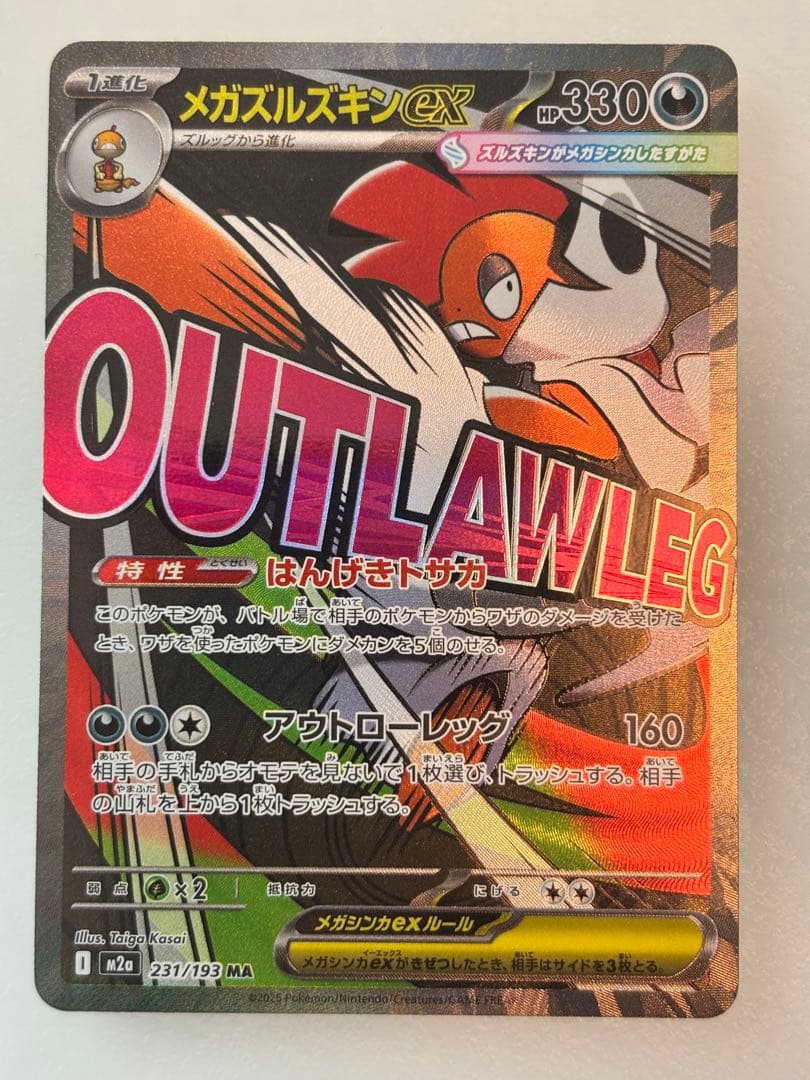 1進化
メガズルズキンex
HP330
ズルッグから進化
ズルズキンがメガシンカしたすがた
OUTLAWLEG
特性 とくせい はんげきトサカ
このポケモンが、バトル場で相手のポケモンからワザのダメージを受けた
とき、ワザを使ったポケモンにダメカンを5個のせる。
アウトローレッグ 160
相手の手札からオモテを見ないで1枚選び、トラッシュする。相手
の山札を上から1枚トラッシュする。
弱点 ×2 抵抗力 にげる
メガシンカexルール
メガシンカexがきぜつしたとき、相手はサイドを3枚とる。
Illus. Taiga Kasai
I m2a 231/193 MA
©2025 Pokémon/Nintendo/Creatures/GAME FREAK